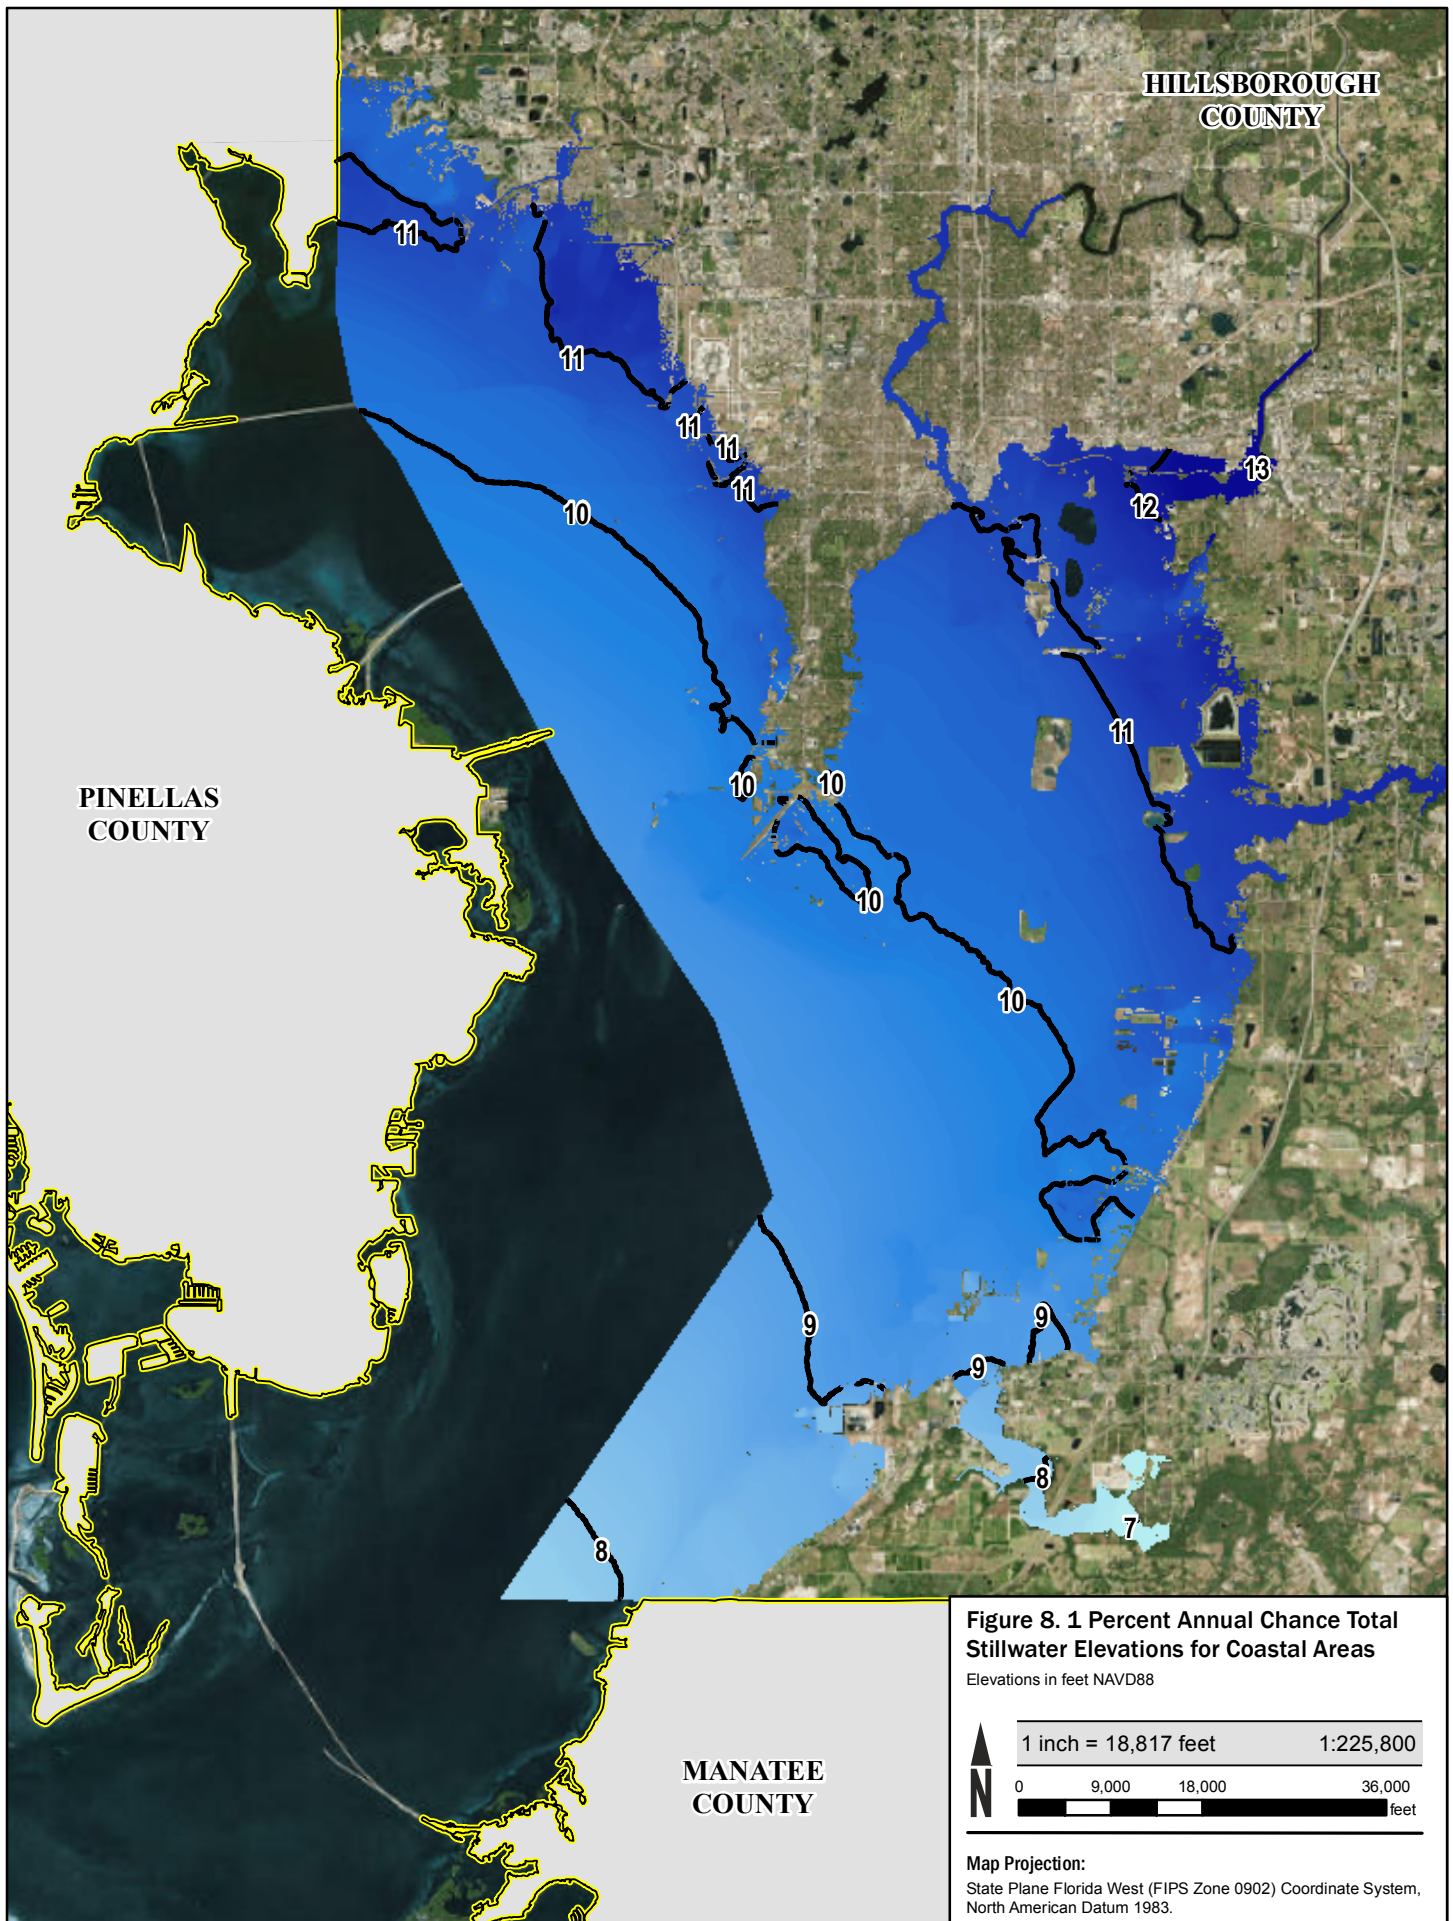 HILLSBOROUGH
COUNTY
11
11
11
11
11
13
12
10
11
10
10
PINELLAS
COUNTY
10
10
9
9
9
8
7
8
MANATEE
COUNTY
Figure 8. 1 Percent Annual Chance Total
Stillwater Elevations for Coastal Areas
Elevations in feet NAVD88
N
1 inch = 18,817 feet 1:225,800
0 9,000 18,000 36,000
feet
Map Projection:
State Plane Florida West (FIPS Zone 0902) Coordinate System,
North American Datum 1983.